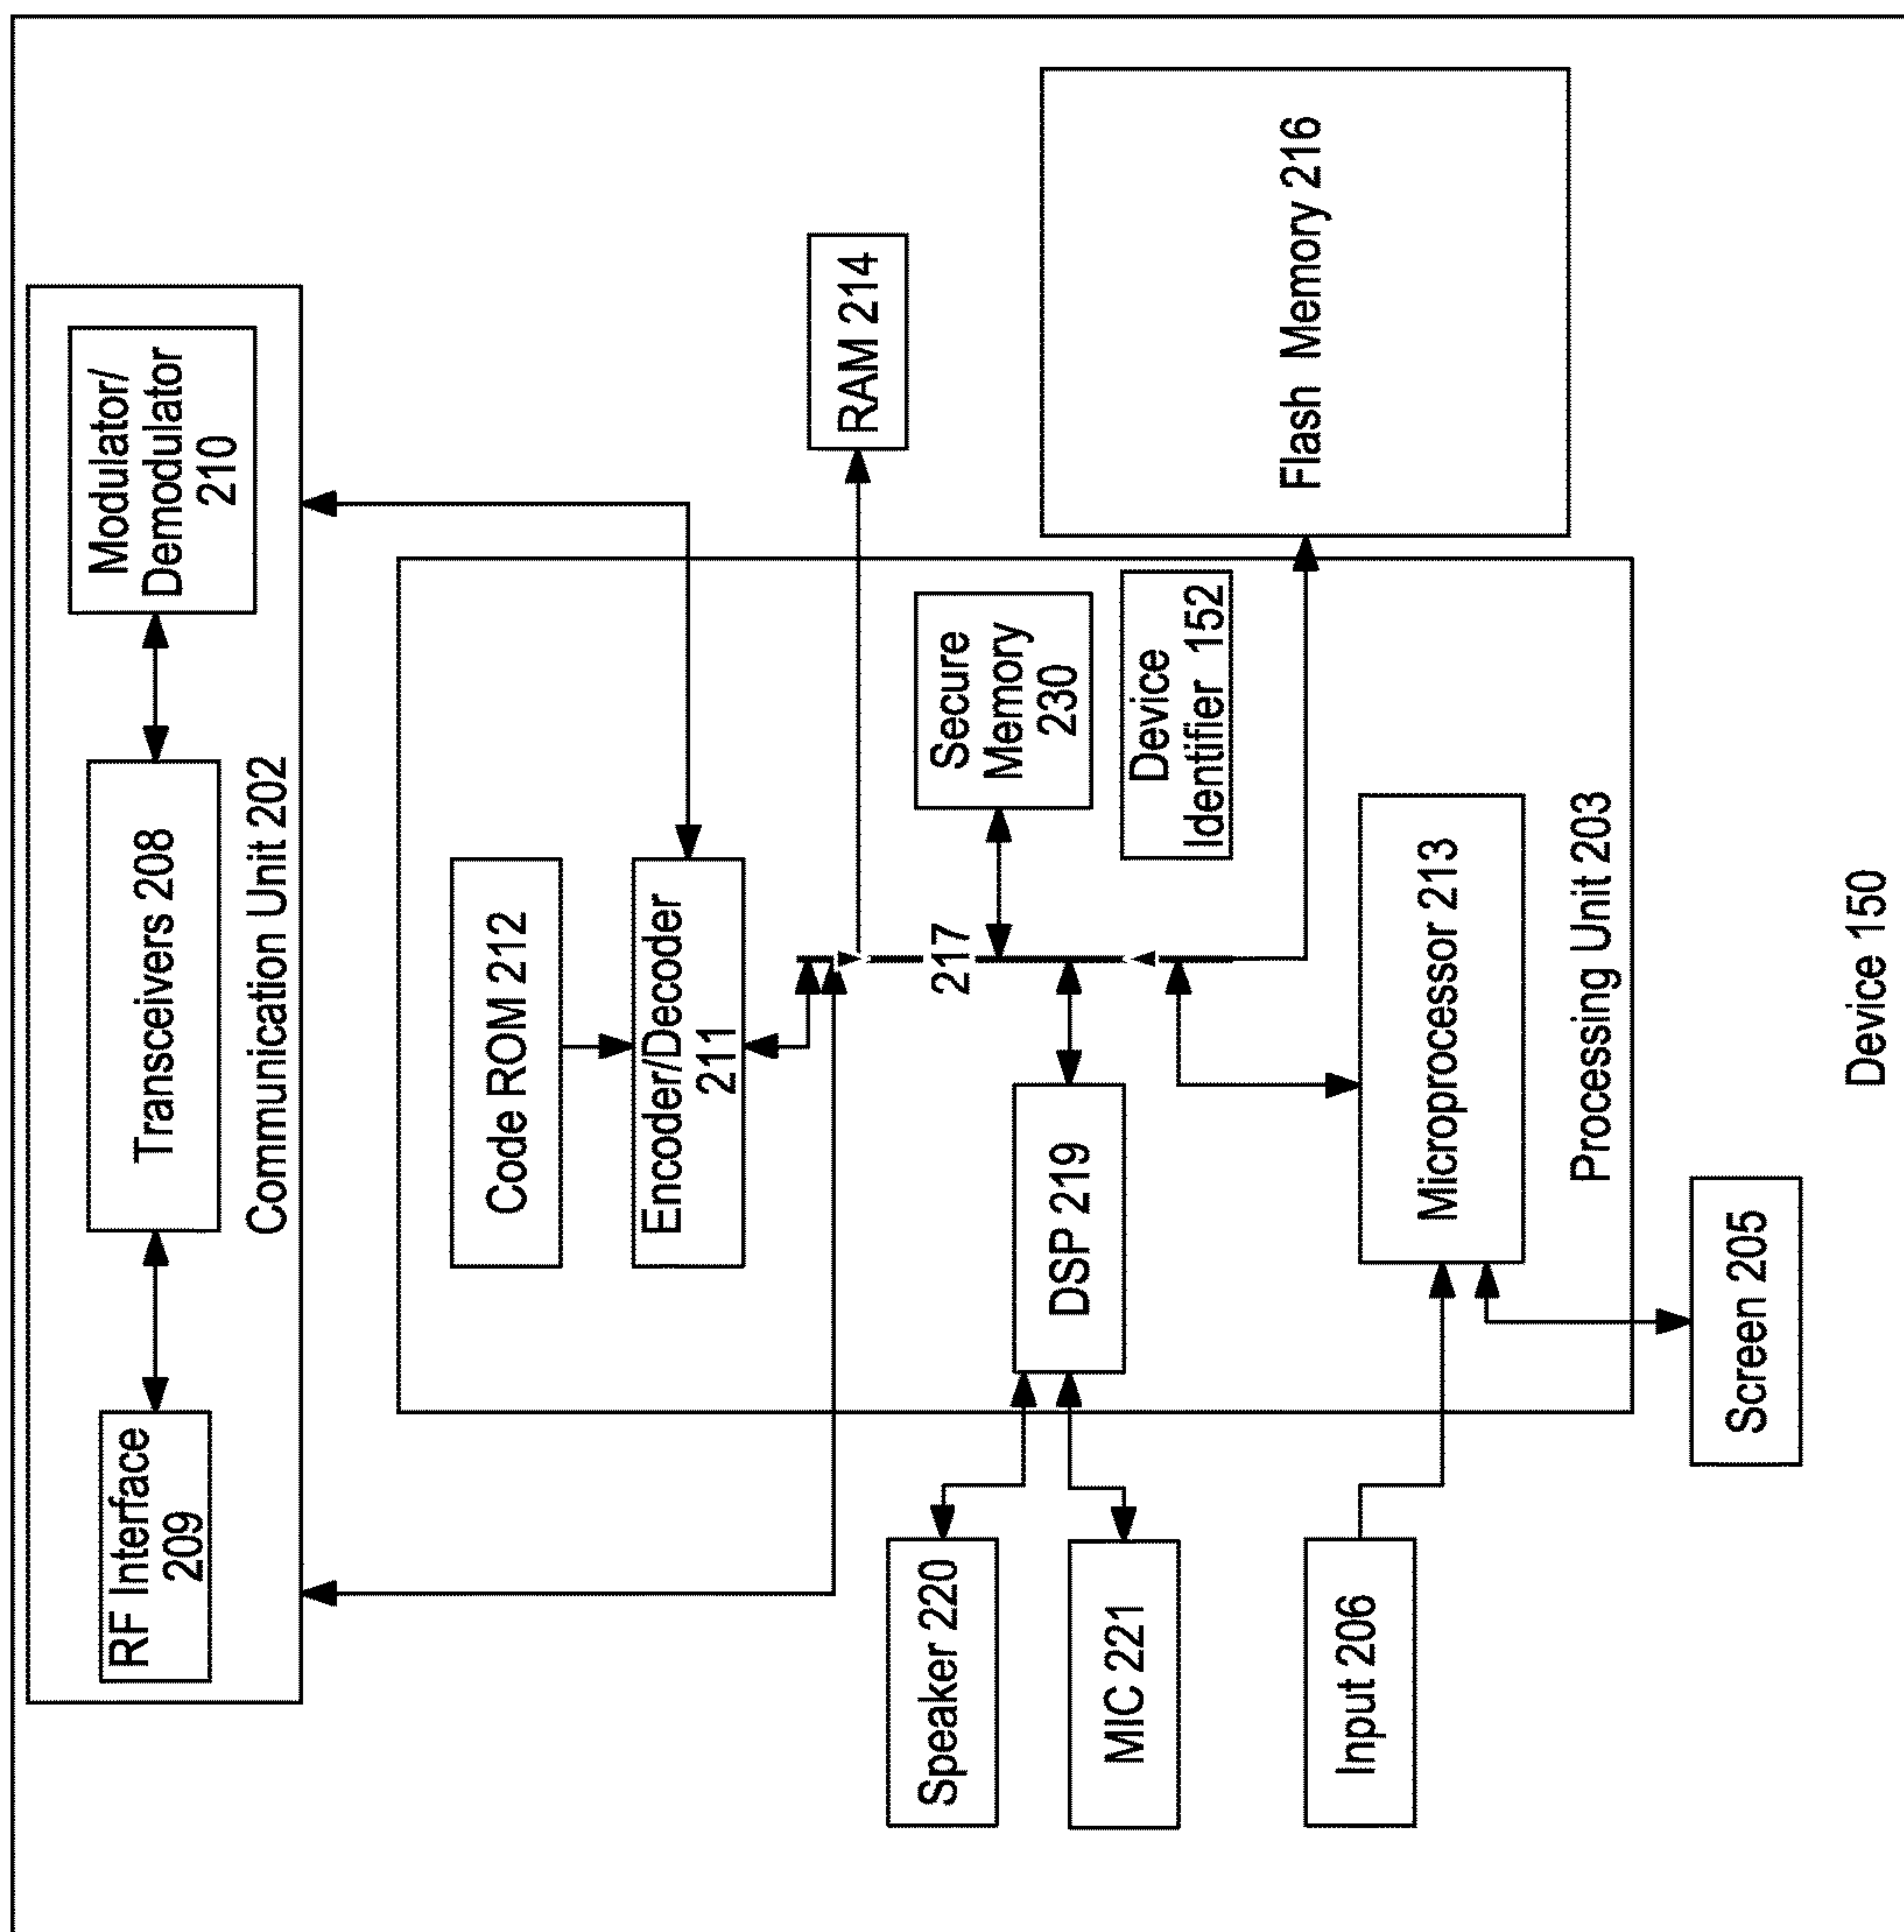 RF Interface
209
Transceivers 208
Modulator/
Demodulator
210
Communication Unit 202
Code ROM 212
Encoder/Decoder
211
RAM 214
217
Secure
Memory
230
Device
Identifier 152
Flash Memory 216
Speaker 220
MIC 221
DSP 219
Input 206
Microprocessor 213
Processing Unit 203
Screen 205
Device 150